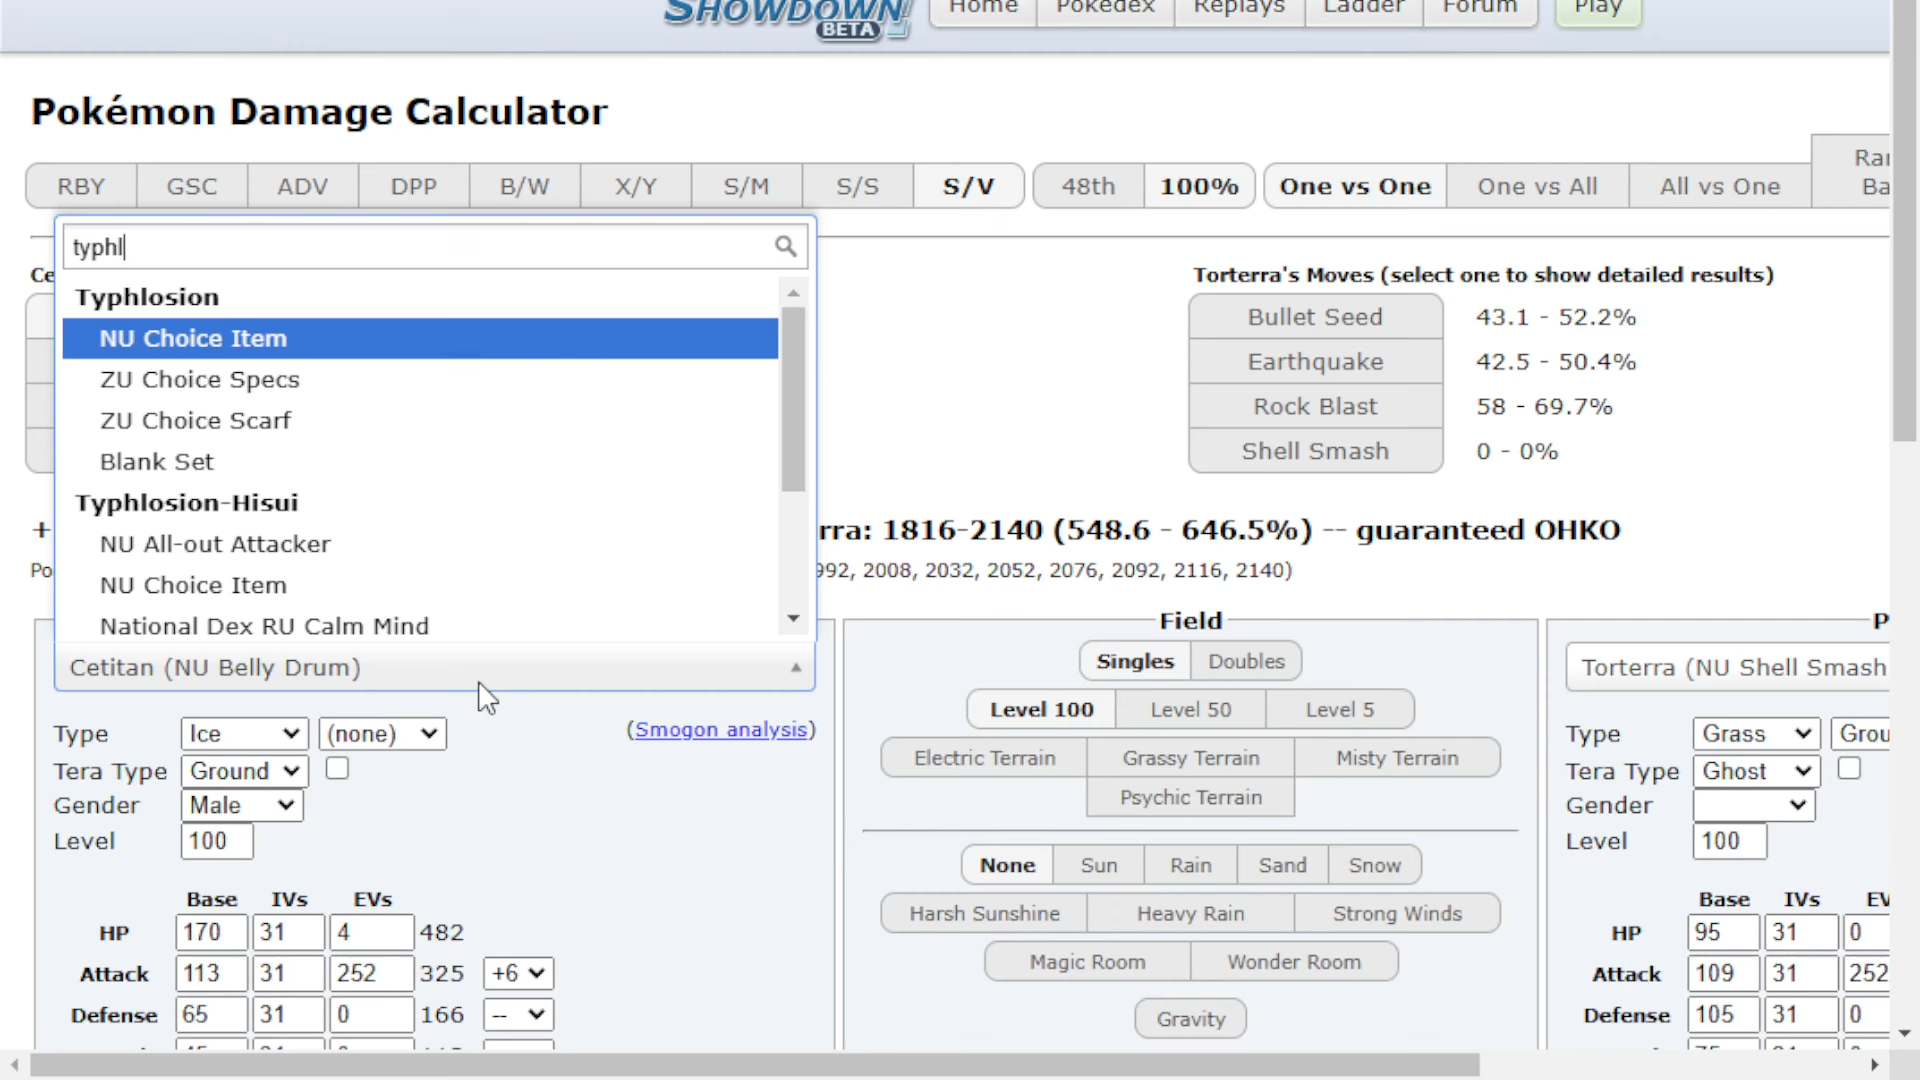 SHOWDOWN
BETA
Home
Pokédex
Replays
Ladder
Forum
Play
Pokémon Damage Calculator
RBY
GSC
ADV
DPP
B/W
X/Y
S/M
S/S
S/V
48th
100%
One vs One
One vs All
All vs One
typhl
Typhlosion
NU Choice Item
ZU Choice Specs
ZU Choice Scarf
Blank Set
Typhlosion-Hisui
NU All-out Attacker
NU Choice Item
National Dex RU Calm Mind
Cetitan (NU Belly Drum)
Torterra's Moves (select one to show detailed results)
Bullet Seed 43.1 - 52.2%
Earthquake 42.5 - 50.4%
Rock Blast 58 - 69.7%
Shell Smash 0 - 0%
rra: 1816-2140 (548.6 - 646.5%) -- guaranteed OHKO
992, 2008, 2032, 2052, 2076, 2092, 2116, 2140)
Type Ice (none) (Smogon analysis)
Tera Type Ground
Gender Male
Level 100
Base IVs EVs
HP 170 31 4 482
Attack 113 31 252 325 +6
Defense 65 31 0 166 --
Field
Singles Doubles
Level 100 Level 50 Level 5
Electric Terrain Grassy Terrain Misty Terrain
Psychic Terrain
None Sun Rain Sand Snow
Harsh Sunshine Heavy Rain Strong Winds
Magic Room Wonder Room
Gravity
Torterra (NU Shell Smash
Type Grass Grou
Tera Type Ghost
Gender
Level 100
Base IVs EV
HP 95 31 0
Attack 109 31 252
Defense 105 31 0